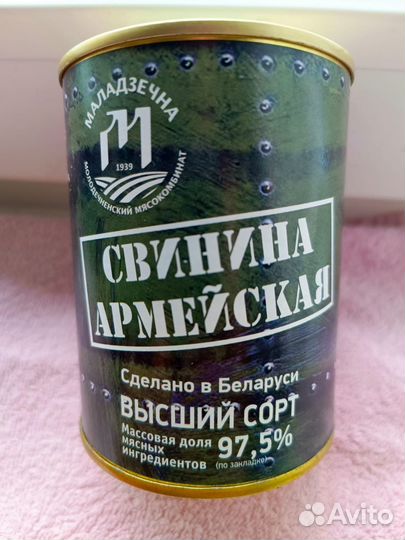 МАЛАДЗЕЧНА
М
1939
МОЛОДЕЧНЕНСКИЙ МЯСОКОМБИНАТ
СВИНИНА
АРМЕЙСКАЯ
Сделано в Беларуси
ВЫСШИЙ СОРТ
Массовая доля
мясных
ингредиентов
97,5%
(по закладке)
Avito